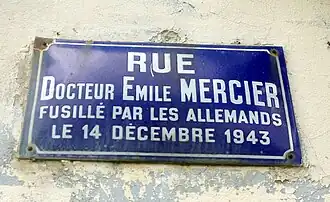 RUE
DOCTEUR EMILE MERCIER
FUSILLÉ PAR LES ALLEMANDS
LE 14 DÉCEMBRE 1943